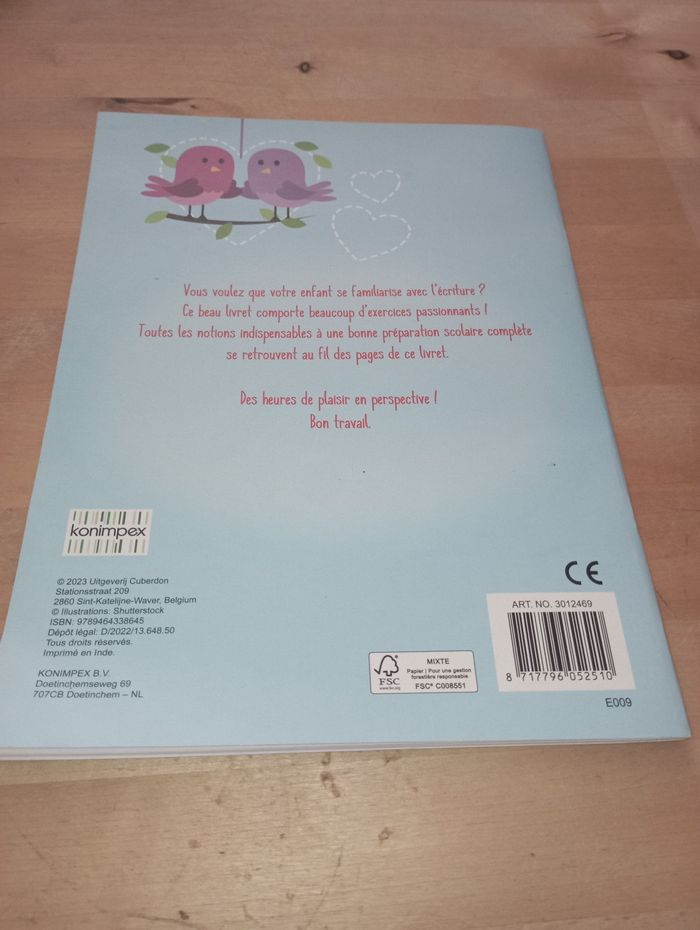 Vous voulez que votre enfant se familiarise avec l'écriture ?
Ce beau livret comporte beaucoup d'exercices passionnants !
Toutes les notions indispensables à une bonne préparation scolaire complète
se retrouvent au fil des pages de ce livret.
Des heures de plaisir en perspective !
Bon travail.
konimpex
© 2023 Uitgeverij Cuberdon
Stationsstraat 209
2860 Sint-Katelijne-Waver, Belgium
© Illustrations: Shutterstock
ISBN: 9789464338645
Dépôt légal: D/2022/13.648.50
Tous droits réservés.
Imprimé en Inde.
KONIMPEX B.V.
Doetinchemseweg 69
707CB Doetinchem – NL
FSC
www.fsc.org
MIXTE
Papier | Pour une gestion
forestière responsable
FSC® C008551
CE
ART. NO. 3012469
8 717796 052510
E009